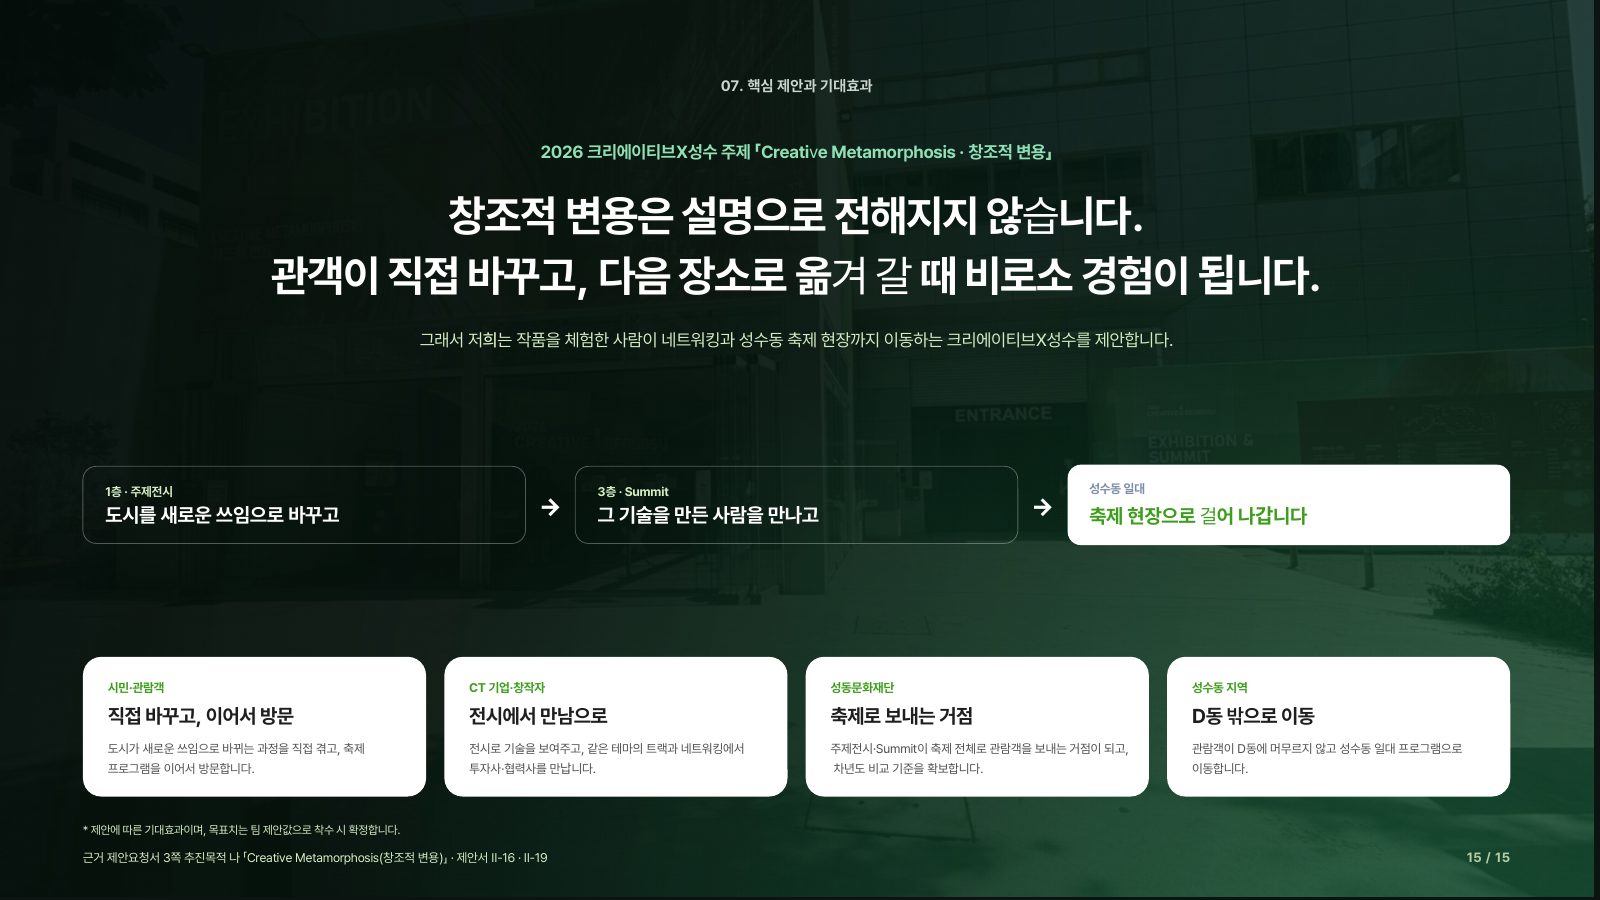 07. 핵심 제안과 기대효과
2026 크리에이티브X성수 주제 「Creative Metamorphosis · 창조적 변용」
창조적 변용은 설명으로 전해지지 않습니다.
관객이 직접 바꾸고, 다음 장소로 옮겨 갈 때 비로소 경험이 됩니다.
그래서 저희는 작품을 체험한 사람이 네트워킹과 성수동 축제 현장까지 이동하는 크리에이티브X성수를 제안합니다.
EXHIBITION
ENTRANCE
EXHIBITION &
SUMMIT
1층 · 주제전시
도시를 새로운 쓰임으로 바꾸고
→
3층 · Summit
그 기술을 만든 사람을 만나고
→
성수동 일대
축제 현장으로 걸어 나갑니다
시민·관람객
직접 바꾸고, 이어서 방문
도시가 새로운 쓰임으로 바뀌는 과정을 직접 겪고, 축제
프로그램을 이어서 방문합니다.
CT 기업·창작자
전시에서 만남으로
전시로 기술을 보여주고, 같은 테마의 트랙과 네트워킹에서
투자사·협력사를 만납니다.
성동문화재단
축제로 보내는 거점
주제전시·Summit이 축제 전체로 관람객을 보내는 거점이 되고,
차년도 비교 기준을 확보합니다.
성수동 지역
D동 밖으로 이동
관람객이 D동에 머무르지 않고 성수동 일대 프로그램으로
이동합니다.
* 제안에 따른 기대효과이며, 목표치는 팀 제안값으로 착수 시 확정합니다.
근거 제안요청서 3쪽 추진목적 나 「Creative Metamorphosis(창조적 변용)」 · 제안서 II-16 · II-19
15 / 15